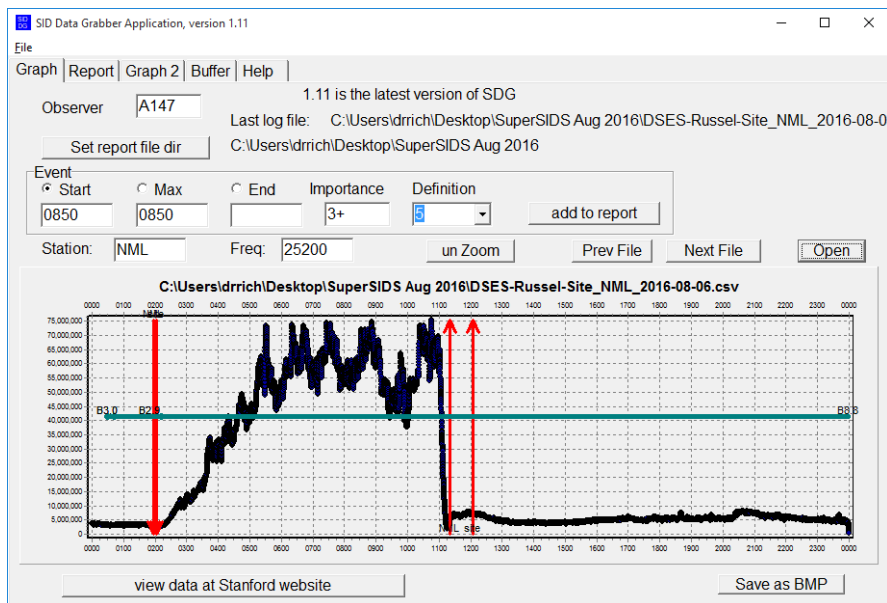 SID DG SID Data Grabber Application, version 1.11
File
Graph Report Graph 2 Buffer Help
1.11 is the latest version of SDG
Observer A147
Last log file: C:\Users\drrich\Desktop\SuperSIDS Aug 2016\DSES-Russel-Site_NML_2016-08-0
Set report file dir C:\Users\drrich\Desktop\SuperSIDS Aug 2016
Event
Start Max End Importance Definition
0850 0850 3+ 5 add to report
Station: NML Freq: 25200 un Zoom Prev File Next File Open
C:\Users\drrich\Desktop\SuperSIDS Aug 2016\DSES-Russel-Site_NML_2016-08-06.csv
0000 0100 0200 0300 0400 0500 0600 0700 0800 0900 1000 1100 1200 1300 1400 1500 1600 1700 1800 1900 2000 2100 2200 2300 0000
75,000,000
70,000,000
65,000,000
60,000,000
55,000,000
50,000,000
45,000,000
40,000,000
B3.0 B2.9 B8.8
35,000,000
30,000,000
25,000,000
20,000,000
15,000,000
10,000,000
5,000,000
0
NML site
0000 0100 0200 0300 0400 0500 0600 0700 0800 0900 1000 1100 1200 1300 1400 1500 1600 1700 1800 1900 2000 2100 2200 2300 0000
view data at Stanford website Save as BMP